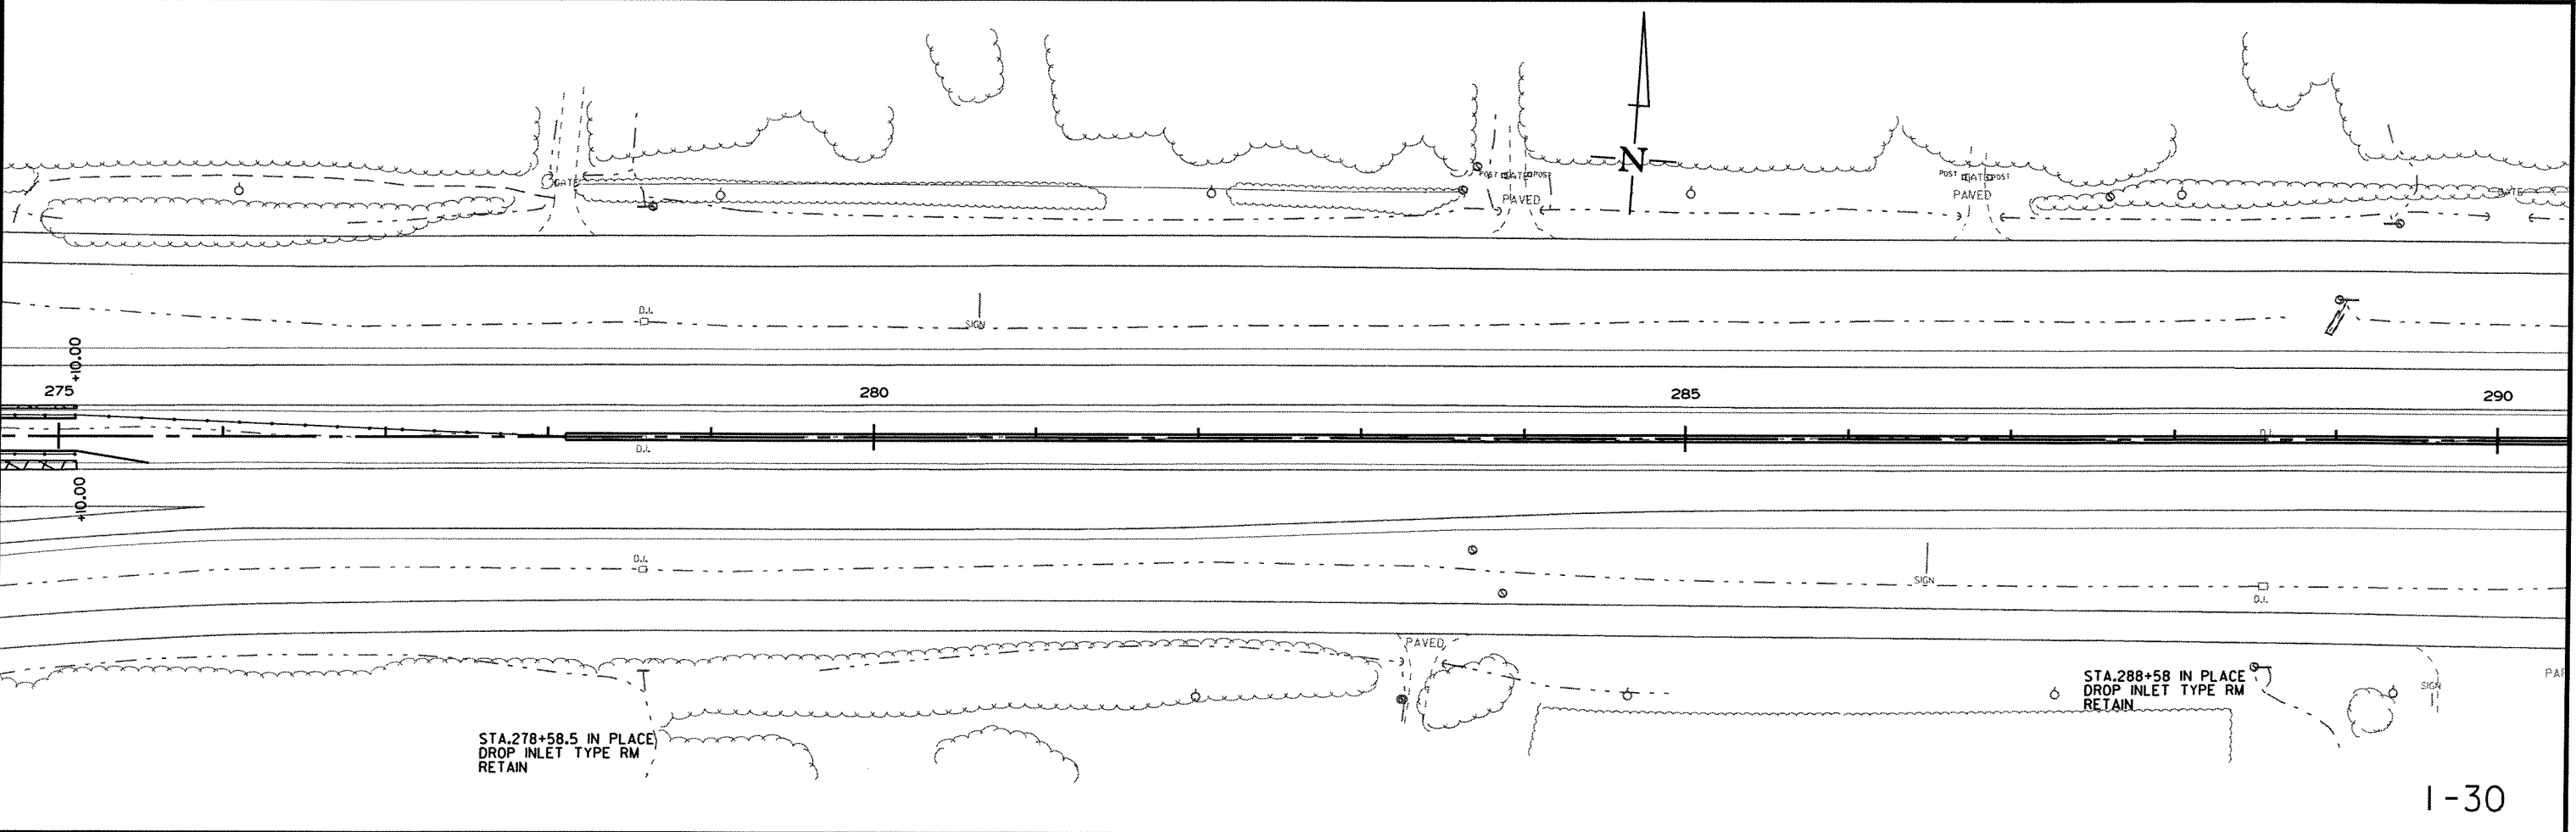 GATE
POST GATE POST
PAVED
N
POST GATE POST
PAVED
GATE
D.I.
SIGN
+10.00
275
280
285
290
D.I.
D.I.
+10.00
D.I.
SIGN
D.I.
PAVED
STA.288+58 IN PLACE
DROP INLET TYPE RM
RETAIN
SIGN
STA.278+58.5 IN PLACE
DROP INLET TYPE RM
RETAIN
I-30